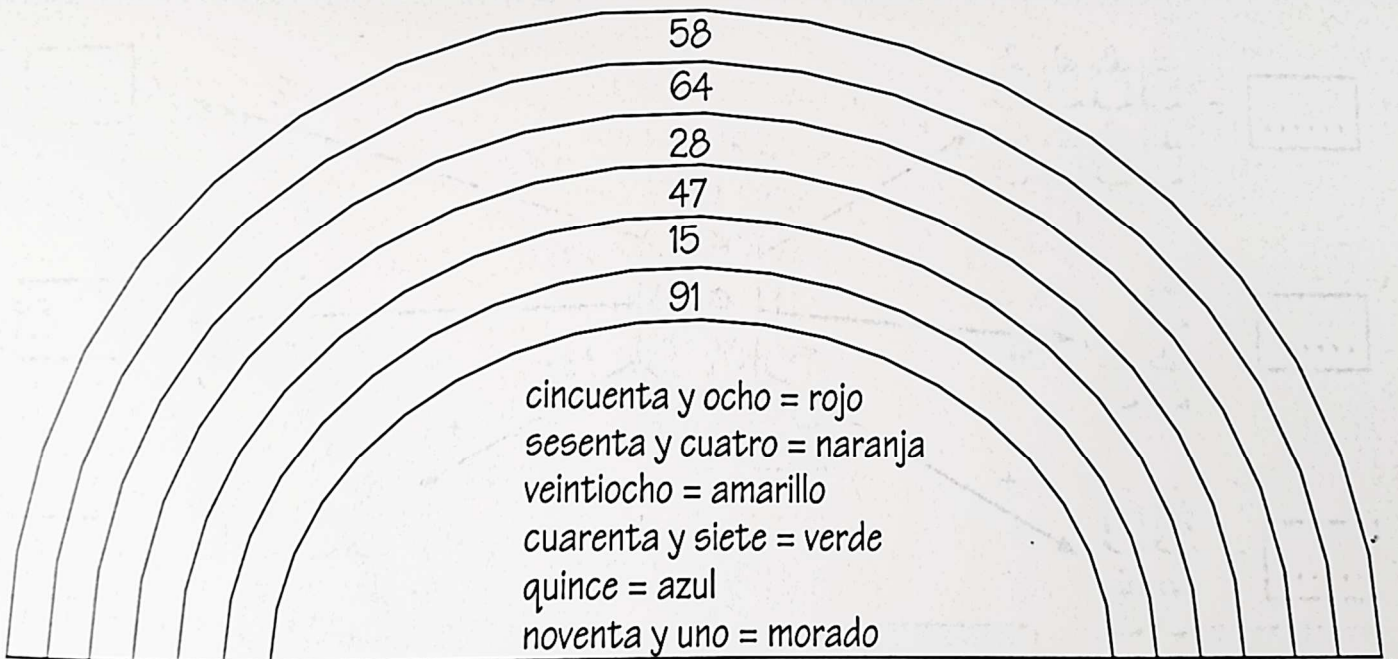 58
64
28
47
15
91
cincuenta y ocho = rojo
sesenta y cuatro = naranja
veintiocho = amarillo
cuarenta y siete = verde
quince = azul
noventa y uno = morado